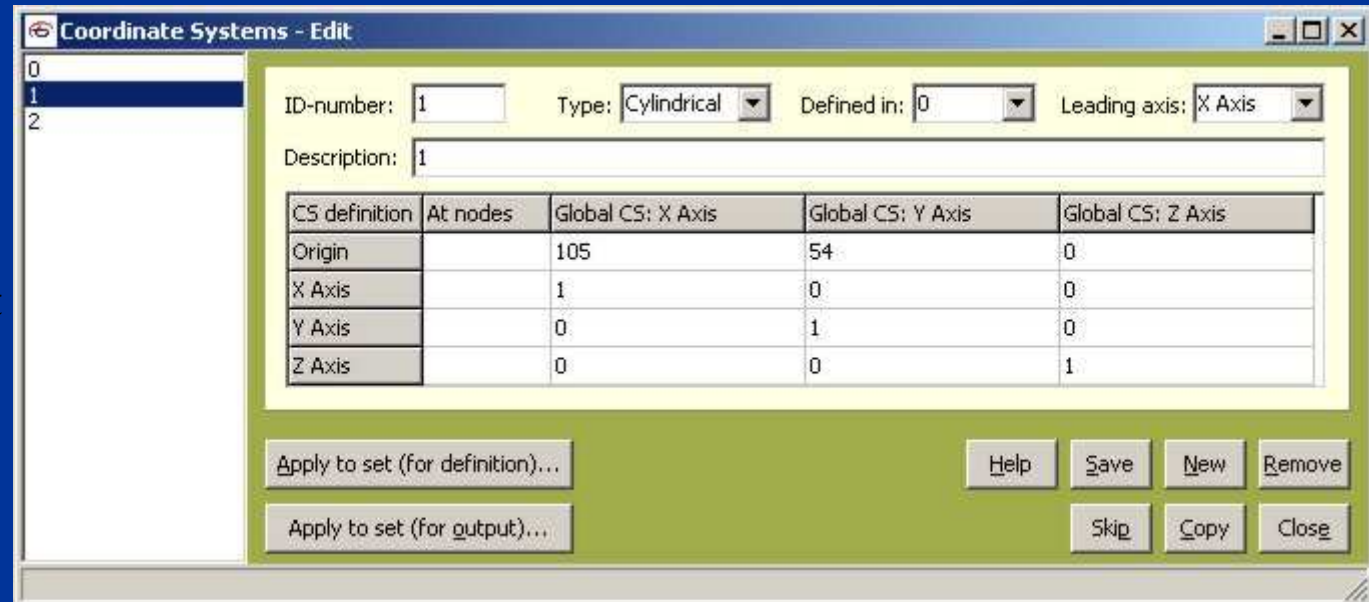 Coordinate Systems - Edit
0
1
2
ID-number: 1 Type: Cylindrical Defined in: 0 Leading axis: X Axis
Description: 1
CS definition At nodes Global CS: X Axis Global CS: Y Axis Global CS: Z Axis
Origin 105 54 0
X Axis 1 0 0
Y Axis 0 1 0
Z Axis 0 0 1
Apply to set (for definition)... Help Save New Remove
Apply to set (for output)... Skip Copy Close